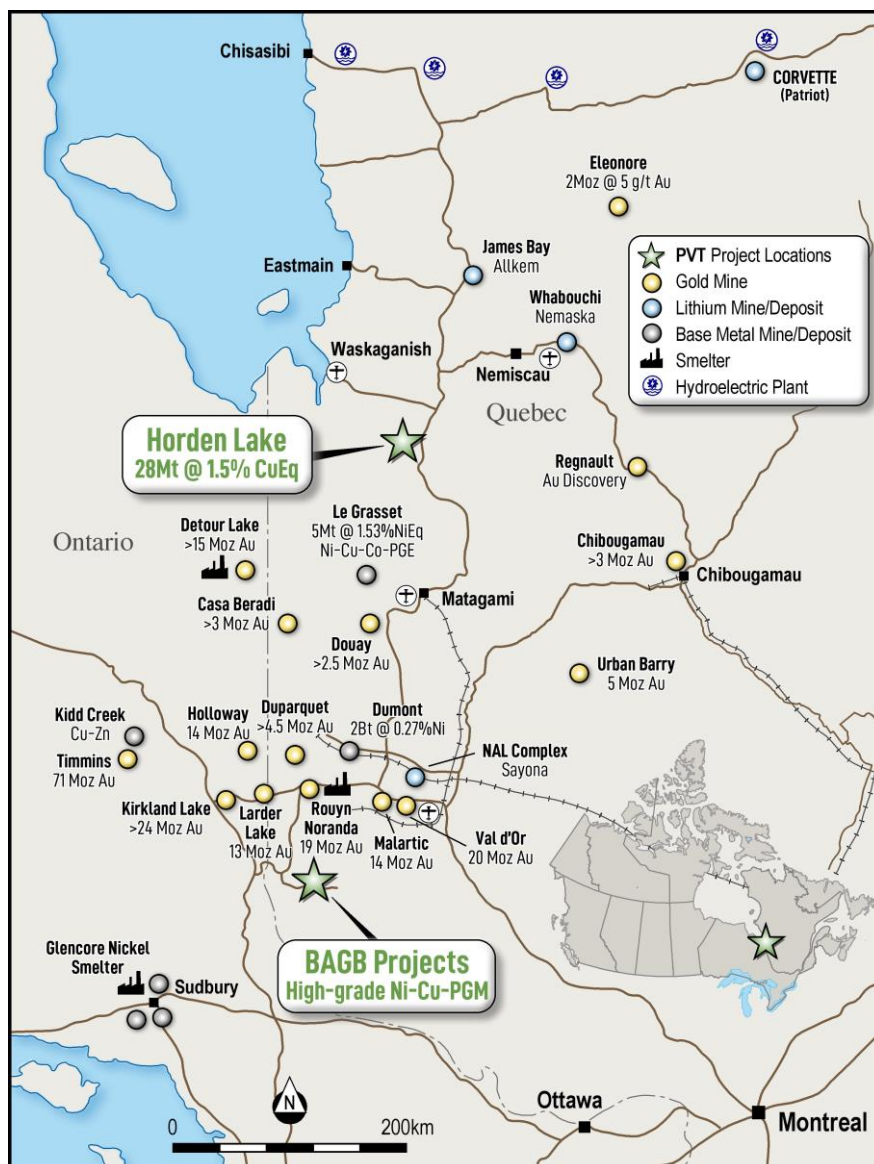 Chisasibi
CORVETTE
(Patriot)
Eleonore
2Moz @ 5 g/t Au
PVT Project Locations
Gold Mine
Lithium Mine/Deposit
Base Metal Mine/Deposit
Smelter
Hydroelectric Plant
James Bay
Allkem
Eastmain
Whabouchi
Nemaska
Waskaganish
Nemiscau
Quebec
Horden Lake
28Mt @ 1.5% CuEq
Regnault
Au Discovery
Le Grasset
5Mt @ 1.53%NiEq
Ni-Cu-Co-PGE
Detour Lake
>15 Moz Au
Ontario
Chibougamau
>3 Moz Au
Chibougamau
Matagami
Casa Beradi
>3 Moz Au
Douay
>2.5 Moz Au
Urban Barry
5 Moz Au
Kidd Creek
Cu-Zn
Timmins
71 Moz Au
Holloway
14 Moz Au
Duparquet
>4.5 Moz Au
Dumont
2Bt @ 0.27%Ni
NAL Complex
Sayona
Kirkland Lake
>24 Moz Au
Larder
Lake
13 Moz Au
Rouyn
Noranda
19 Moz Au
Malartic
14 Moz Au
Val d'Or
20 Moz Au
BAGB Projects
High-grade Ni-Cu-PGM
Glencore Nickel
Smelter
Sudbury
N
0
200km
Ottawa
Montreal